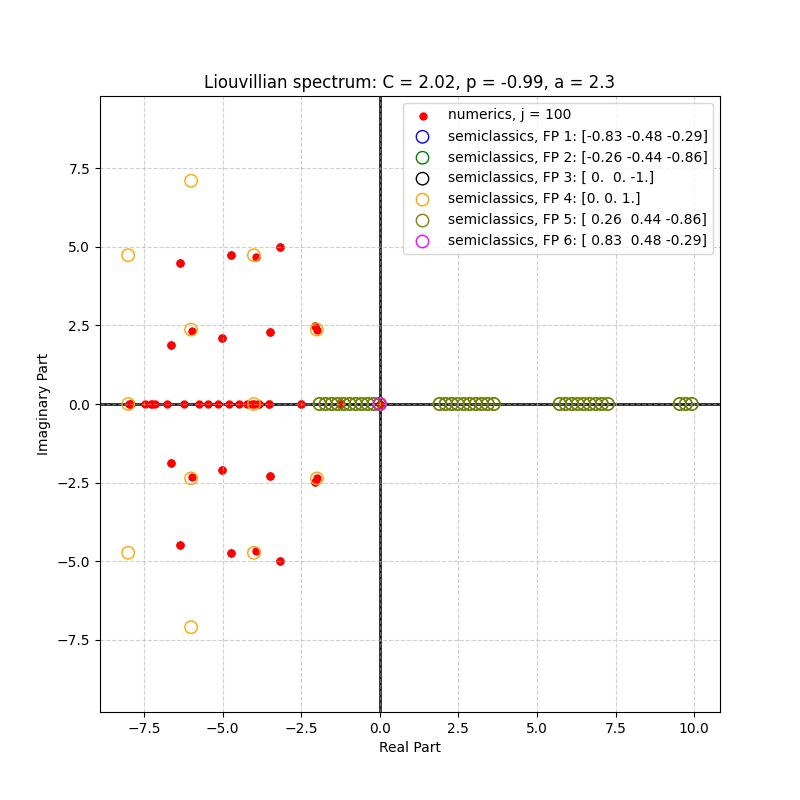 Liouvillian spectrum: C = 2.02, p = -0.99, a = 2.3
numerics, j = 100
semiclassics, FP 1: [-0.83 -0.48 -0.29]
semiclassics, FP 2: [-0.26 -0.44 -0.86]
semiclassics, FP 3: [ 0.  0. -1.]
semiclassics, FP 4: [0. 0. 1.]
semiclassics, FP 5: [ 0.26  0.44 -0.86]
semiclassics, FP 6: [ 0.83  0.48 -0.29]
7.5
5.0
2.5
0.0
−2.5
−5.0
−7.5
Imaginary Part
−7.5 −5.0 −2.5 0.0 2.5 5.0 7.5 10.0
Real Part